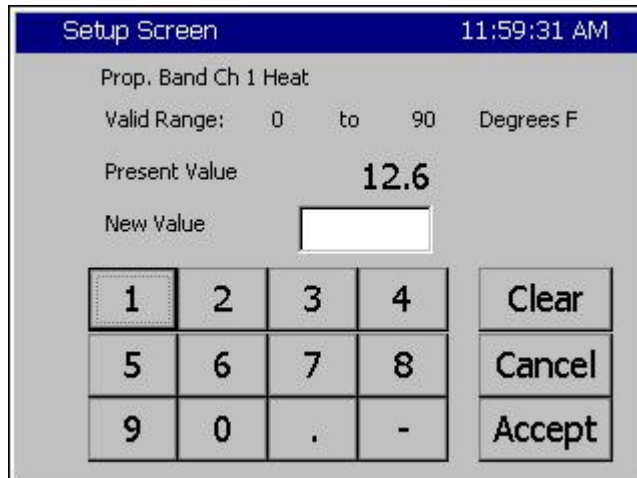 Setup Screen 11:59:31 AM
Prop. Band Ch 1 Heat
Valid Range: 0 to 90 Degrees F
Present Value 12.6
New Value
1 2 3 4 Clear
5 6 7 8 Cancel
9 0 . - Accept